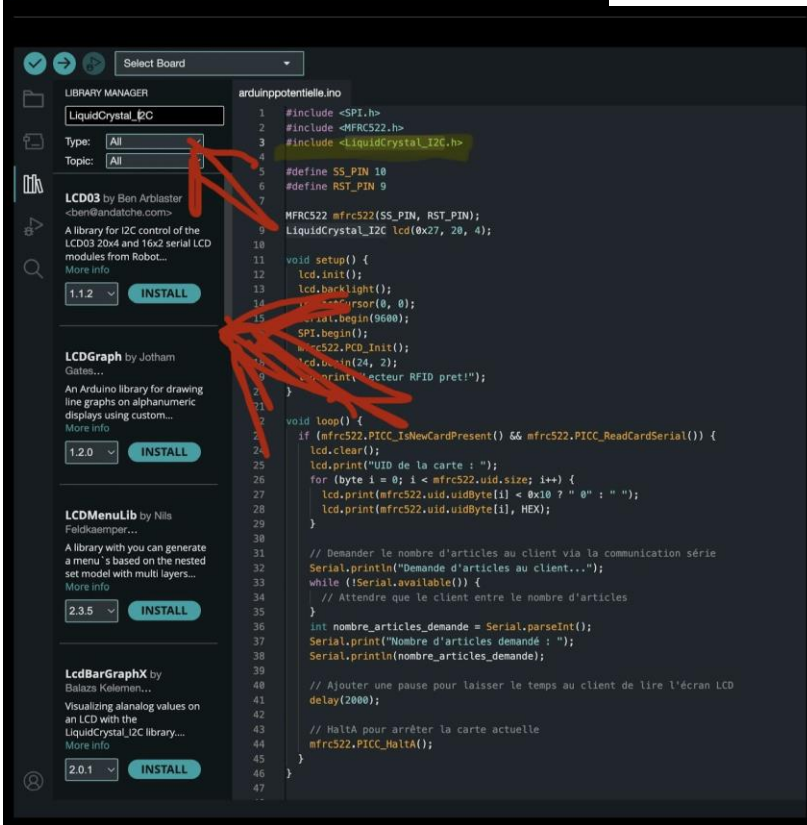 Select Board
LIBRARY MANAGER
LiquidCrystal_I2C
Type: All
Topic: All
LCD03 by Ben Arblaster
<ben@andatche.com>
A library for I2C control of the
LCD03 20x4 and 16x2 serial LCD
modules from Robot...
More info
1.1.2 INSTALL
LCDGraph by Jotham
Gates...
An Arduino library for drawing
line graphs on alphanumeric
displays using custom...
More info
1.2.0 INSTALL
LCDMenuLib by Nils
Feldkaemper...
A library with you can generate
a menu`s based on the nested
set model with multi layers...
More info
2.3.5 INSTALL
LcdBarGraphX by
Balazs Kelemen...
Visualizing alanalog values on
an LCD with the
LiquidCrystal_I2C library....
More info
2.0.1 INSTALL
arduinppotentielle.ino
1 #include <SPI.h>
2 #include <MFRC522.h>
3 #include <LiquidCrystal_I2C.h>
4
5 #define SS_PIN 10
6 #define RST_PIN 9
7
MFRC522 mfrc522(SS_PIN, RST_PIN);
9 LiquidCrystal_I2C lcd(0x27, 20, 4);
10
11 void setup() {
12 lcd.init();
13 lcd.backlight();
14 (0, 0);
15 .begin(9600);
SPI.begin();
mfrc522.PCD_Init();
(24, 2);
Lecteur RFID pret!");
}
21
void loop() {
if (mfrc522.PICC_IsNewCardPresent() && mfrc522.PICC_ReadCardSerial()) {
24 lcd.clear();
25 lcd.print("UID de la carte : ");
26 for (byte i = 0; i < mfrc522.uid.size; i++) {
27 lcd.print(mfrc522.uid.uidByte[i] < 0x10 ? " 0" : " ");
28 lcd.print(mfrc522.uid.uidByte[i], HEX);
29 }
30
31 // Demander le nombre d'articles au client via la communication série
32 Serial.println("Demande d'articles au client...");
33 while (!Serial.available()) {
34 // Attendre que le client entre le nombre d'articles
35 }
36 int nombre_articles_demande = Serial.parseInt();
37 Serial.print("Nombre d'articles demandé : ");
38 Serial.println(nombre_articles_demande);
39
40 // Ajouter une pause pour laisser le temps au client de lire l'écran LCD
41 delay(2000);
42
43 // HaltA pour arrêter la carte actuelle
44 mfrc522.PICC_HaltA();
45 }
46 }
47